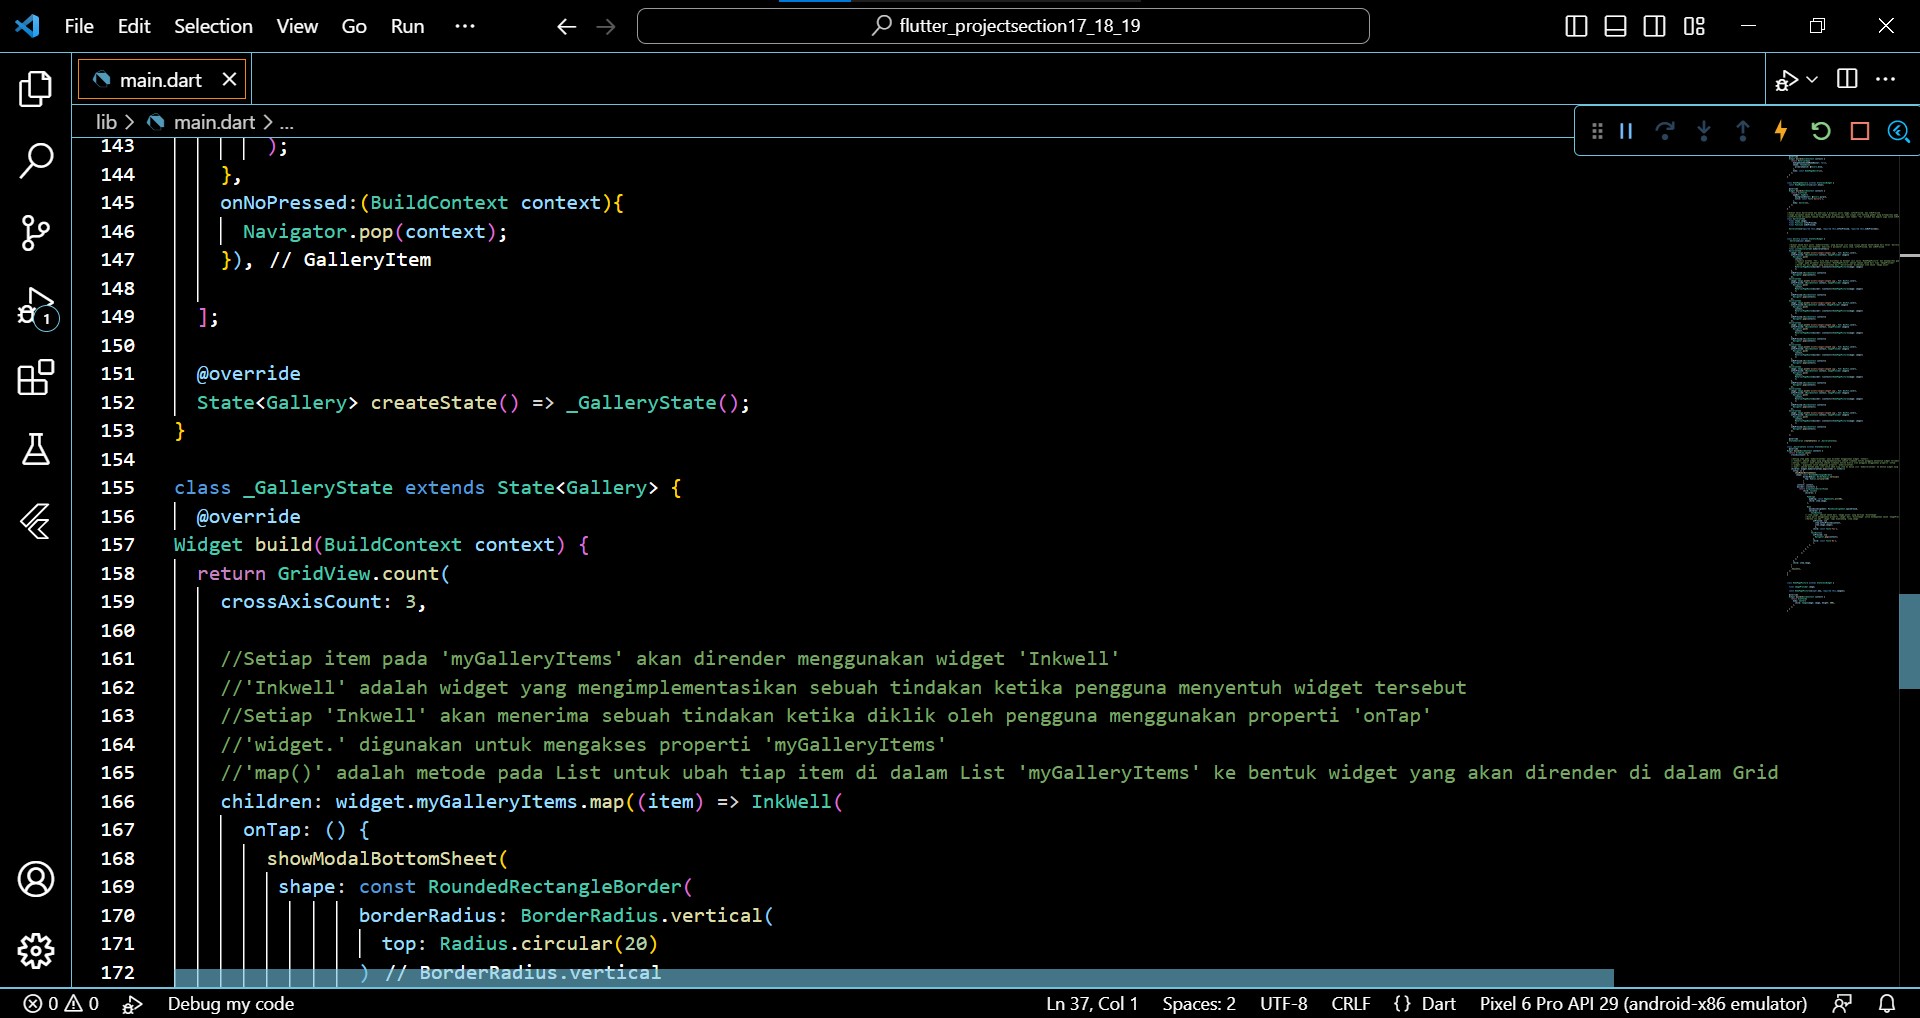 File Edit Selection View Go Run ··· flutter_projectsection17_18_19
main.dart
lib > main.dart > ...
143 );
144 },
145 onNoPressed:(BuildContext context){
146 Navigator.pop(context);
147 }), // GalleryItem
148
149 ];
150
151 @override
152 State<Gallery> createState() => _GalleryState();
153 }
154
155 class _GalleryState extends State<Gallery> {
156 @override
157 Widget build(BuildContext context) {
158 return GridView.count(
159 crossAxisCount: 3,
160
161 //Setiap item pada 'myGalleryItems' akan dirender menggunakan widget 'Inkwell'
162 //'Inkwell' adalah widget yang mengimplementasikan sebuah tindakan ketika pengguna menyentuh widget tersebut
163 //Setiap 'Inkwell' akan menerima sebuah tindakan ketika diklik oleh pengguna menggunakan properti 'onTap'
164 //'widget.' digunakan untuk mengakses properti 'myGalleryItems'
165 //'map()' adalah metode pada List untuk ubah tiap item di dalam List 'myGalleryItems' ke bentuk widget yang akan dirender di dalam Grid
166 children: widget.myGalleryItems.map((item) => InkWell(
167 onTap: () {
168 showModalBottomSheet(
169 shape: const RoundedRectangleBorder(
170 borderRadius: BorderRadius.vertical(
171 top: Radius.circular(20)
172 ) // BorderRadius.vertical
1
0 0 Debug my code Ln 37, Col 1 Spaces: 2 UTF-8 CRLF {} Dart Pixel 6 Pro API 29 (android-x86 emulator)